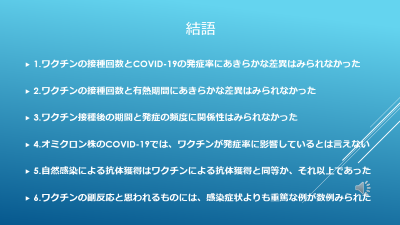 結語
1.ワクチンの接種回数とCOVID-19の発症率にあきらかな差異はみられなかった
2.ワクチンの接種回数と有熱期間にあきらかな差異はみられなかった
3.ワクチン接種後の期間と発症の頻度に関係性はみられなかった
4.オミクロン株のCOVID-19では、ワクチンが発症率に影響しているとは言えない
5.自然感染による抗体獲得はワクチンによる抗体獲得と同等か、それ以上であった
6.ワクチンの副反応と思われるものには、感染症状よりも重篤な例が数例みられた